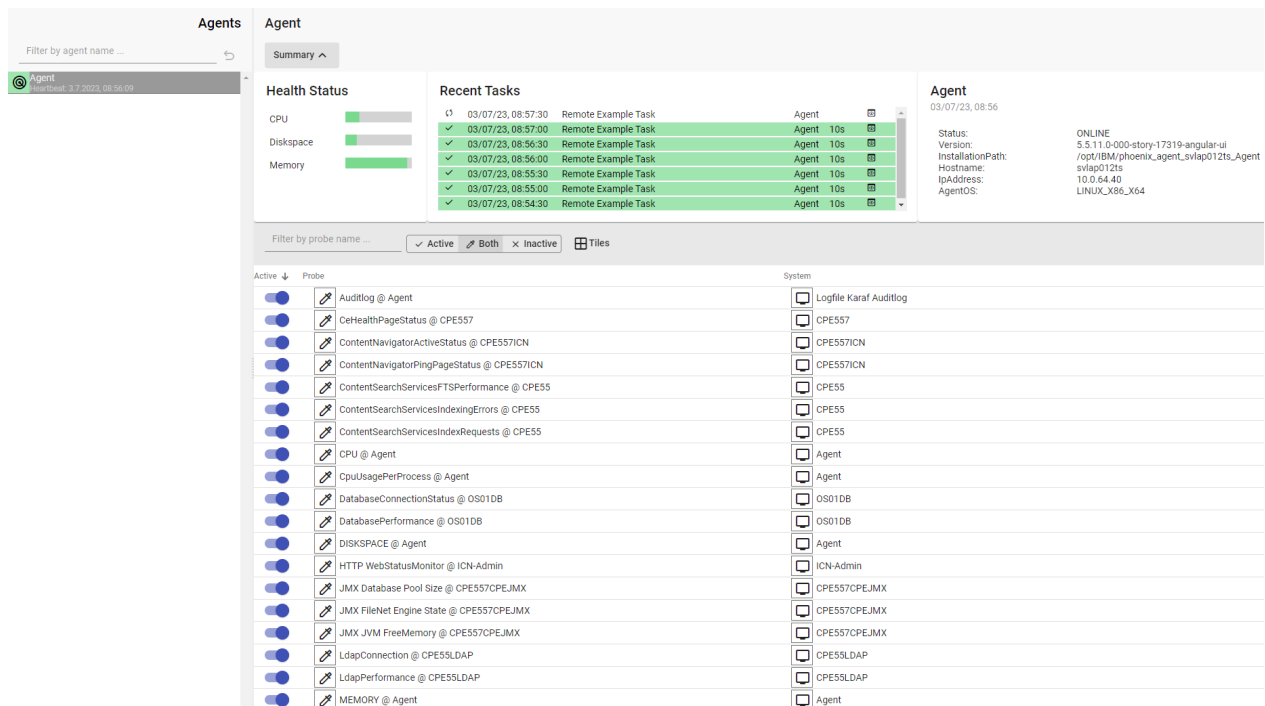 Agents
Filter by agent name ...
Agent
Heartbeat: 3.7.2023, 08:56:09
Agent
Summary
Health Status
CPU
Diskspace
Memory
Recent Tasks
03/07/23, 08:57:30 Remote Example Task Agent
03/07/23, 08:57:00 Remote Example Task Agent 10s
03/07/23, 08:56:30 Remote Example Task Agent 10s
03/07/23, 08:56:00 Remote Example Task Agent 10s
03/07/23, 08:55:30 Remote Example Task Agent 10s
03/07/23, 08:55:00 Remote Example Task Agent 10s
03/07/23, 08:54:30 Remote Example Task Agent 10s
Agent
03/07/23, 08:56
Status: ONLINE
Version: 5.5.11.0-000-story-17319-angular-ui
InstallationPath: /opt/IBM/phoenix_agent_svlap012ts_Agent
Hostname: svlap012ts
IpAddress: 10.0.64.40
AgentOS: LINUX_X86_X64
Filter by probe name ... Active Both Inactive Tiles
Active Probe System
Auditlog @ Agent Logfile Karaf Auditlog
CeHealthPageStatus @ CPE557 CPE557
ContentNavigatorActiveStatus @ CPE557ICN CPE557ICN
ContentNavigatorPingPageStatus @ CPE557ICN CPE557ICN
ContentSearchServicesFTSPerformance @ CPE55 CPE55
ContentSearchServicesIndexingErrors @ CPE55 CPE55
ContentSearchServicesIndexRequests @ CPE55 CPE55
CPU @ Agent Agent
CpuUsagePerProcess @ Agent Agent
DatabaseConnectionStatus @ OS01DB OS01DB
DatabasePerformance @ OS01DB OS01DB
DISKSPACE @ Agent Agent
HTTP WebStatusMonitor @ ICN-Admin ICN-Admin
JMX Database Pool Size @ CPE557CPEJMX CPE557CPEJMX
JMX FileNet Engine State @ CPE557CPEJMX CPE557CPEJMX
JMX JVM FreeMemory @ CPE557CPEJMX CPE557CPEJMX
LdapConnection @ CPE55LDAP CPE55LDAP
LdapPerformance @ CPE55LDAP CPE55LDAP
MEMORY @ Agent Agent